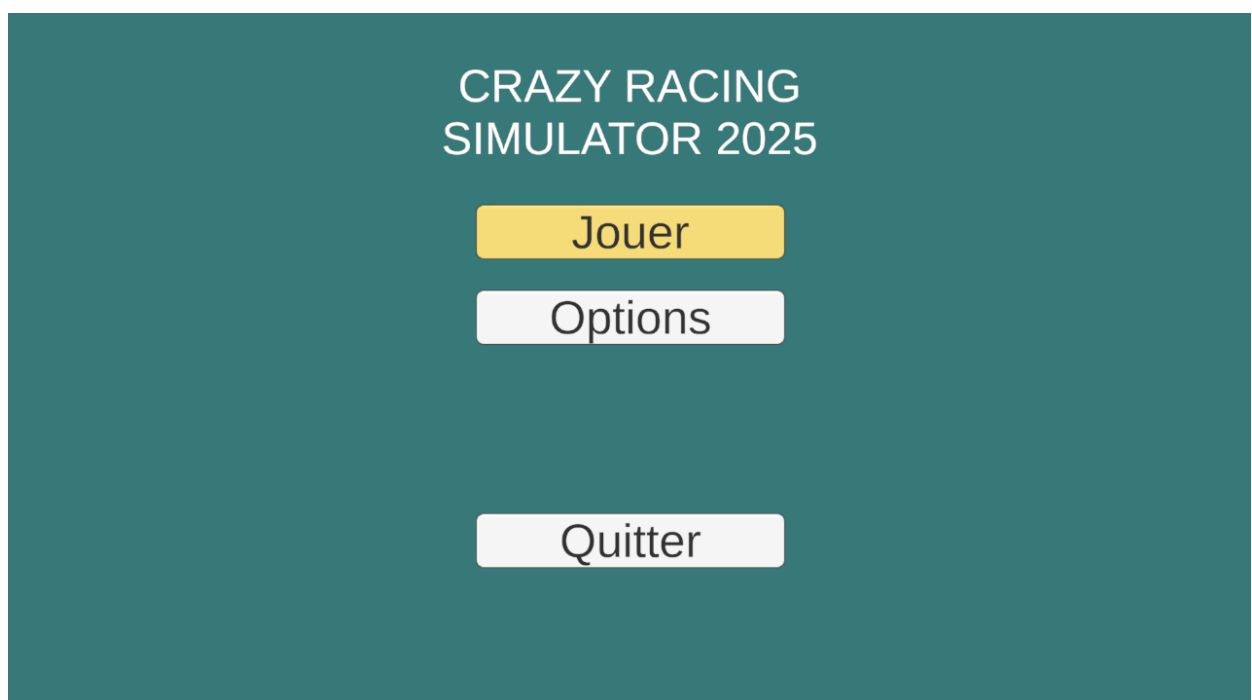 CRAZY RACING
SIMULATOR 2025
Jouer
Options
Quitter